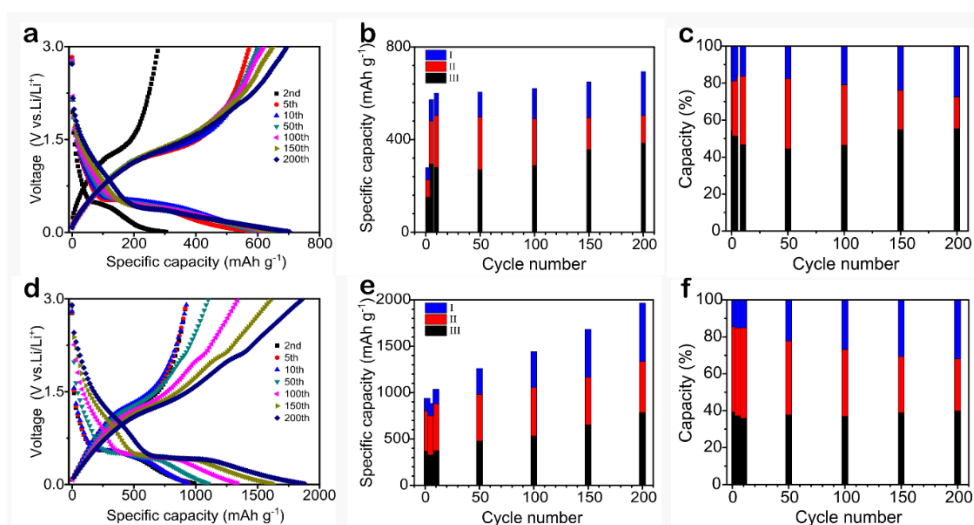 a
3.0
1.5
0.0
Voltage (V vs.Li/Li⁺)
2nd
5th
10th
50th
100th
150th
200th
0 200 400 600 800
Specific capacity (mAh g⁻¹)
b
800
400
0
Specific capacity (mAh g⁻¹)
I
II
III
0 50 100 150 200
Cycle number
c
100
80
60
40
20
0
Capacity (%)
0 50 100 150 200
Cycle number
d
3.0
1.5
0.0
Voltage (V vs.Li/Li⁺)
2nd
5th
10th
50th
100th
150th
200th
0 500 1000 1500 2000
Specific capacity (mAh g⁻¹)
e
2000
1500
1000
500
0
Specific capacity (mAh g⁻¹)
I
II
III
0 50 100 150 200
Cycle number
f
100
80
60
40
20
0
Capacity (%)
0 50 100 150 200
Cycle number